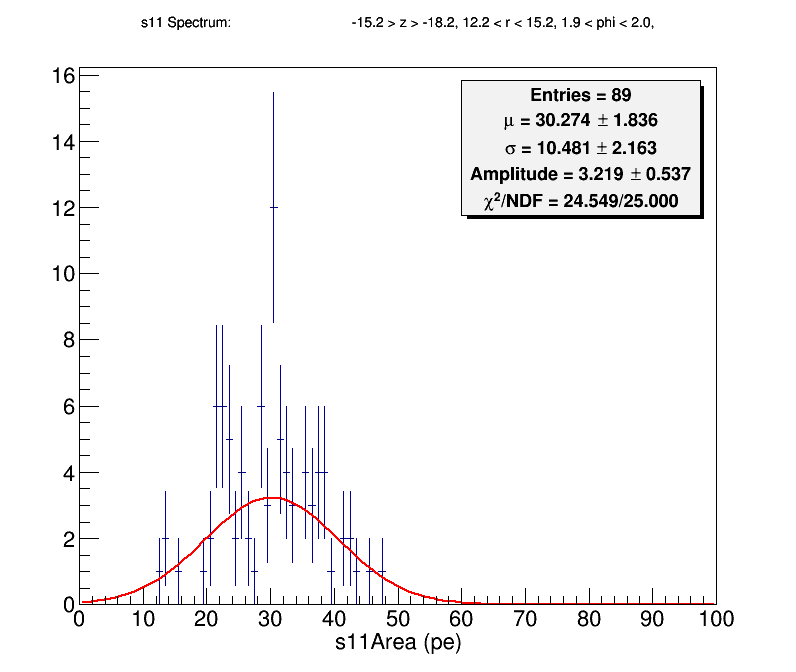 s11 Spectrum: -15.2 > z > -18.2, 12.2 < r < 15.2, 1.9 < phi < 2.0,
Entries = 89
μ = 30.274 ± 1.836
σ = 10.481 ± 2.163
Amplitude = 3.219 ± 0.537
χ²/NDF = 24.549/25.000
16
14
12
10
8
6
4
2
0
0 10 20 30 40 50 60 70 80 90 100
s11Area (pe)